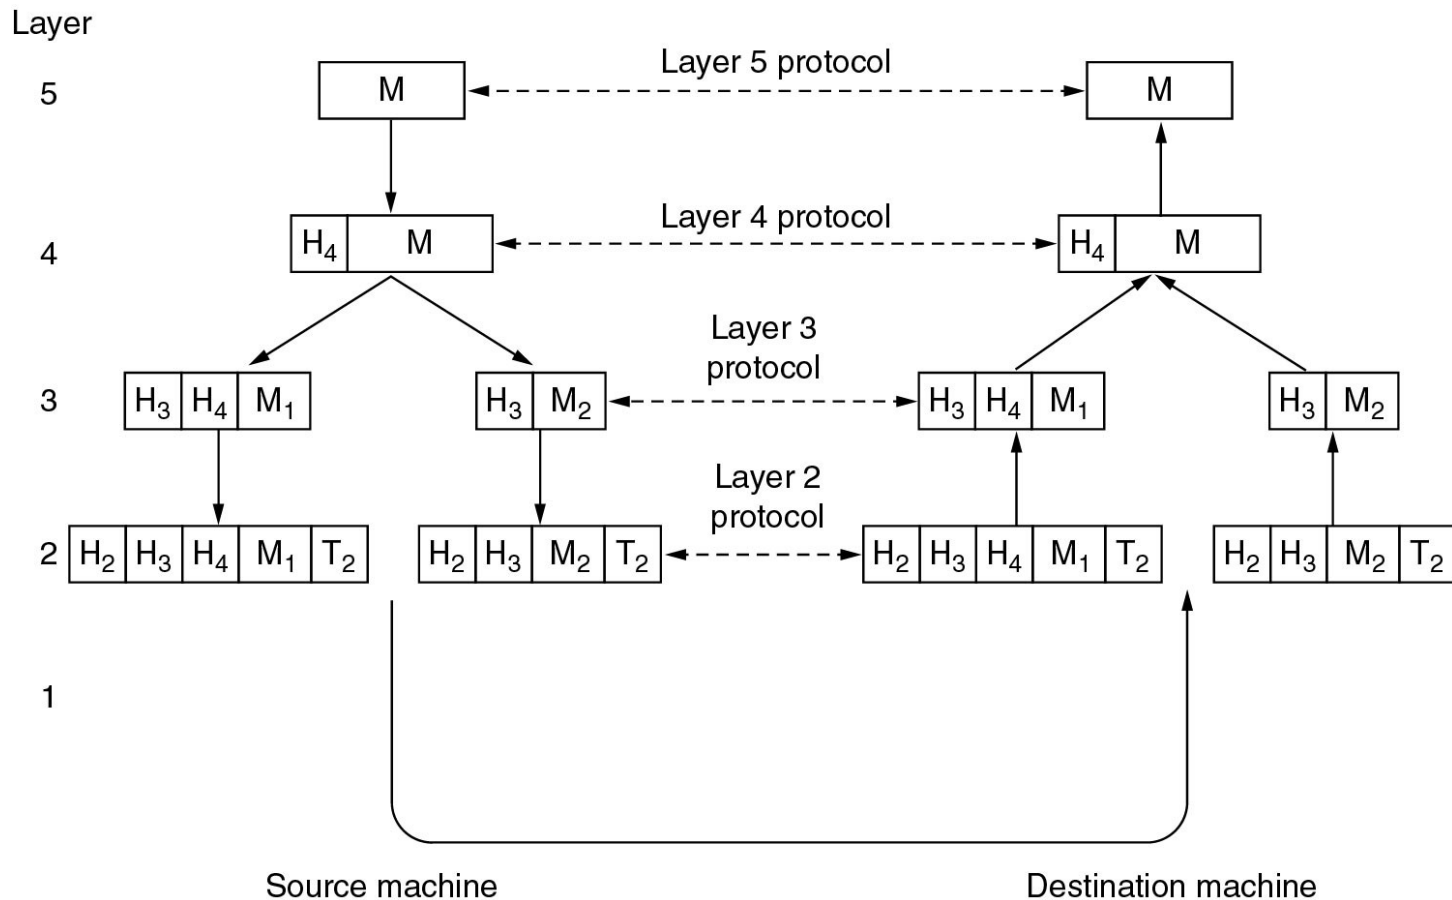 Layer
5 M Layer 5 protocol M
4 H₄ M Layer 4 protocol H₄ M
Layer 3
protocol
3 H₃ H₄ M₁ H₃ M₂ H₃ H₄ M₁ H₃ M₂
Layer 2
protocol
2 H₂ H₃ H₄ M₁ T₂ H₂ H₃ M₂ T₂ H₂ H₃ H₄ M₁ T₂ H₂ H₃ M₂ T₂
1
Source machine Destination machine